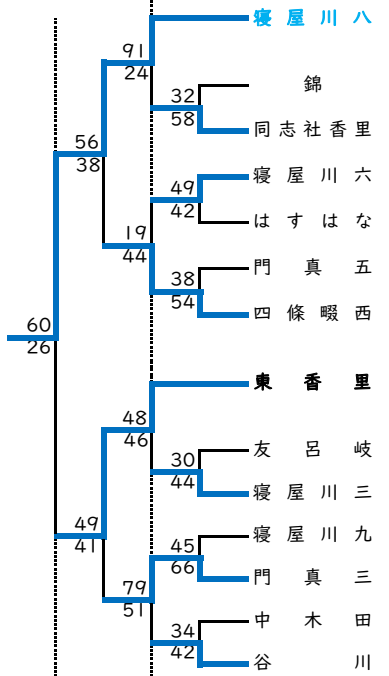 寝屋川八
91
24
錦
32
58
同志社香里
56
38
寝屋川六
49
42
はすはな
19
44
門真五
38
54
四條畷西
60
26
東香里
48
46
友呂岐
30
44
寝屋川三
49
41
寝屋川九
45
66
門真三
79
51
中木田
34
42
谷川